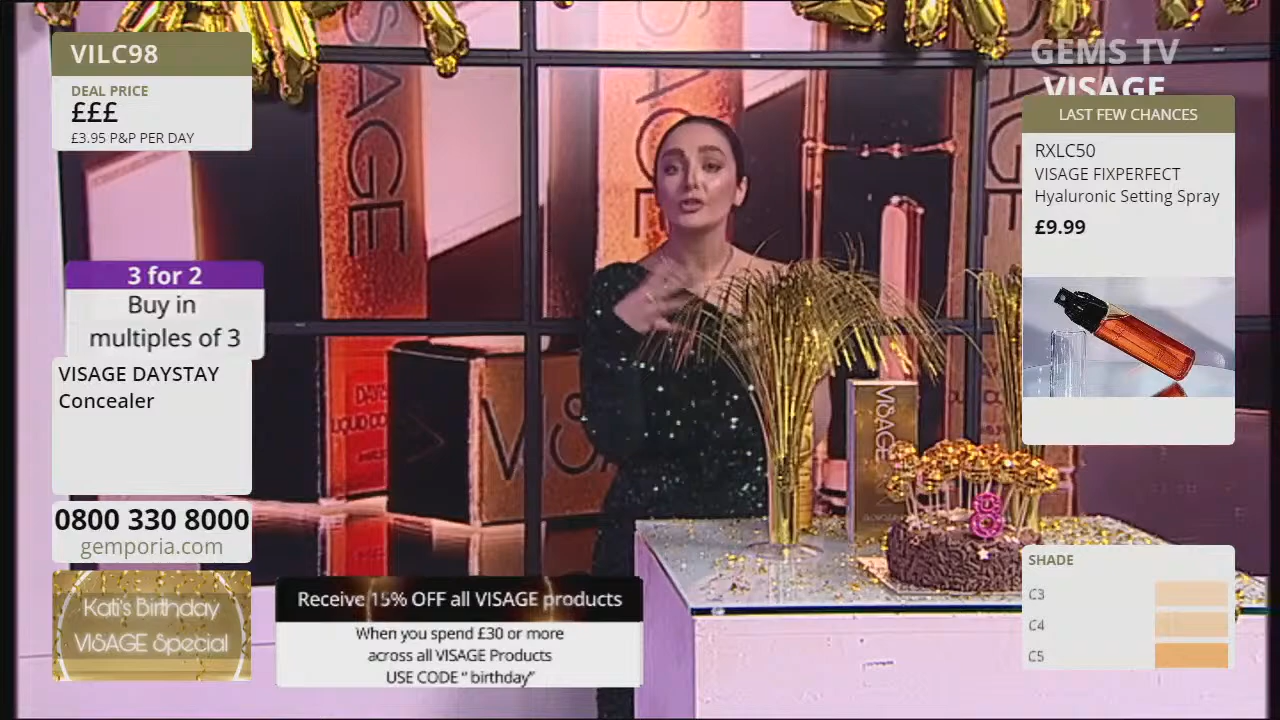 VILC98
DEAL PRICE
£££
£3.95 P&P PER DAY
3 for 2
Buy in
multiples of 3
VISAGE DAYSTAY
Concealer
0800 330 8000
gemporia.com
Kati's Birthday
VISAGE Special
Receive 15% OFF all VISAGE products
When you spend £30 or more
across all VISAGE Products
USE CODE " birthday"
GEMS TV
VISAGE
LAST FEW CHANCES
RXLC50
VISAGE FIXPERFECT
Hyaluronic Setting Spray
£9.99
SHADE
C3
C4
C5
VISAGE
VISAGE
8